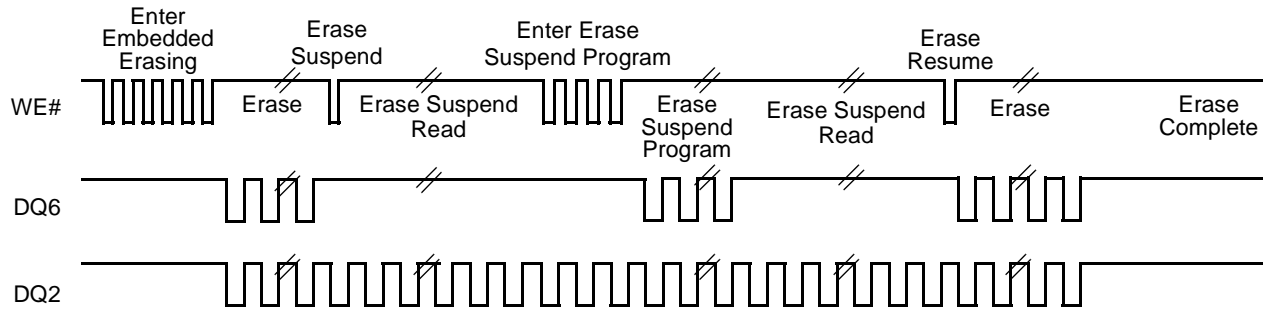 Enter
Embedded
Erasing
Erase
Suspend
Enter Erase
Suspend Program
Erase
Resume
WE#
Erase
Erase Suspend
Read
Erase
Suspend
Program
Erase Suspend
Read
Erase
Erase
Complete
DQ6
DQ2